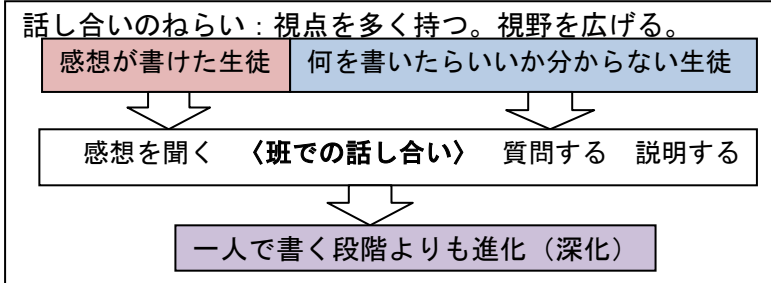 話し合いのねらい：視点を多く持つ。視野を広げる。
感想が書けた生徒 何を書いたらいいか分からない生徒
感想を聞く 〈班での話し合い〉 質問する 説明する
一人で書く段階よりも進化（深化）